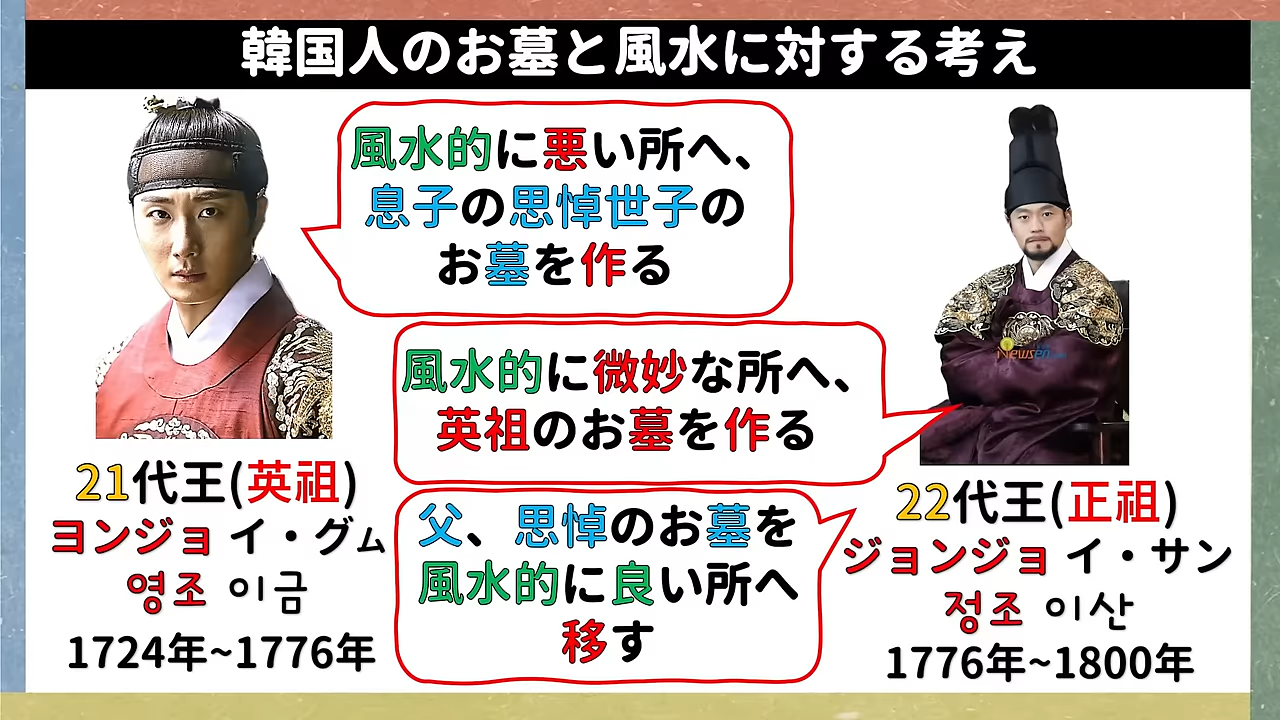 韓国人のお墓と風水に対する考え
風水的に悪い所へ、
息子の思悼世子の
お墓を作る
風水的に微妙な所へ、
英祖のお墓を作る
父、思悼のお墓を
風水的に良い所へ
移す
21代王(英祖)
ヨンジョ イ・グム
영조 이금
1724年~1776年
Newsen
22代王(正祖)
ジョンジョ イ・サン
정조 이산
1776年~1800年